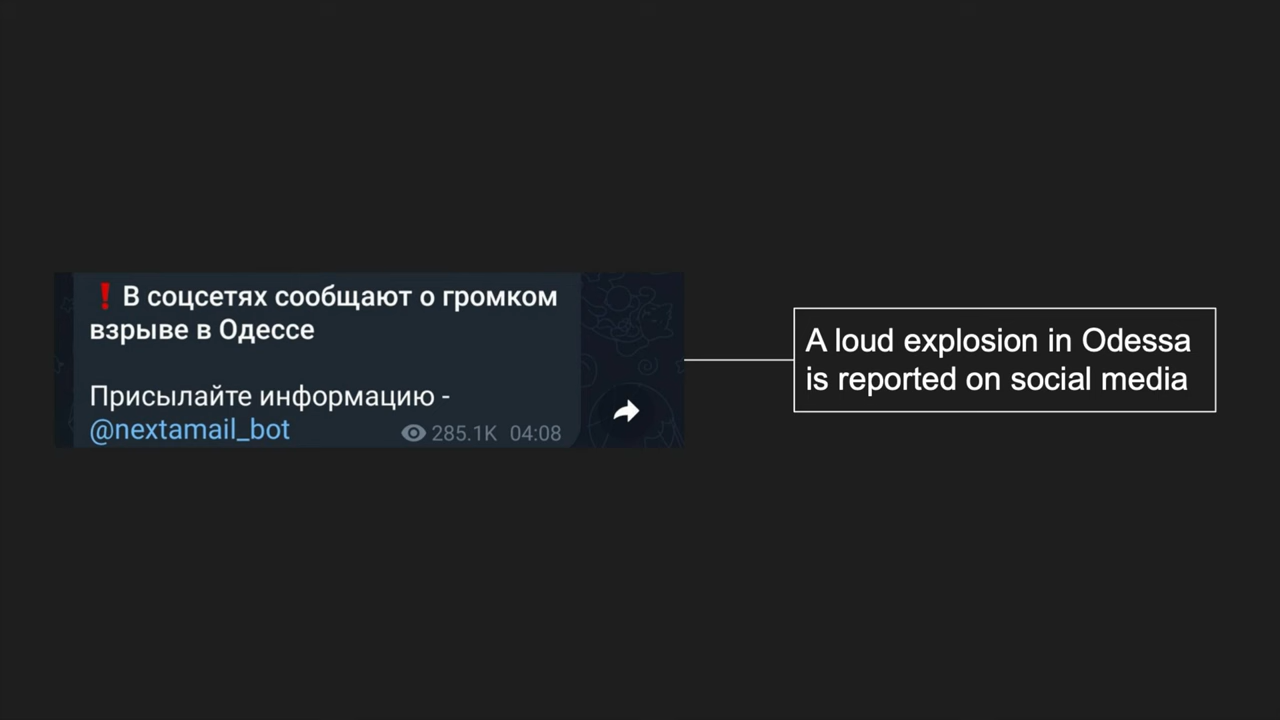 ❗В соцсетях сообщают о громком
взрыве в Одессе
Присылайте информацию -
@nextamail_bot
285.1K 04:08
A loud explosion in Odessa
is reported on social media